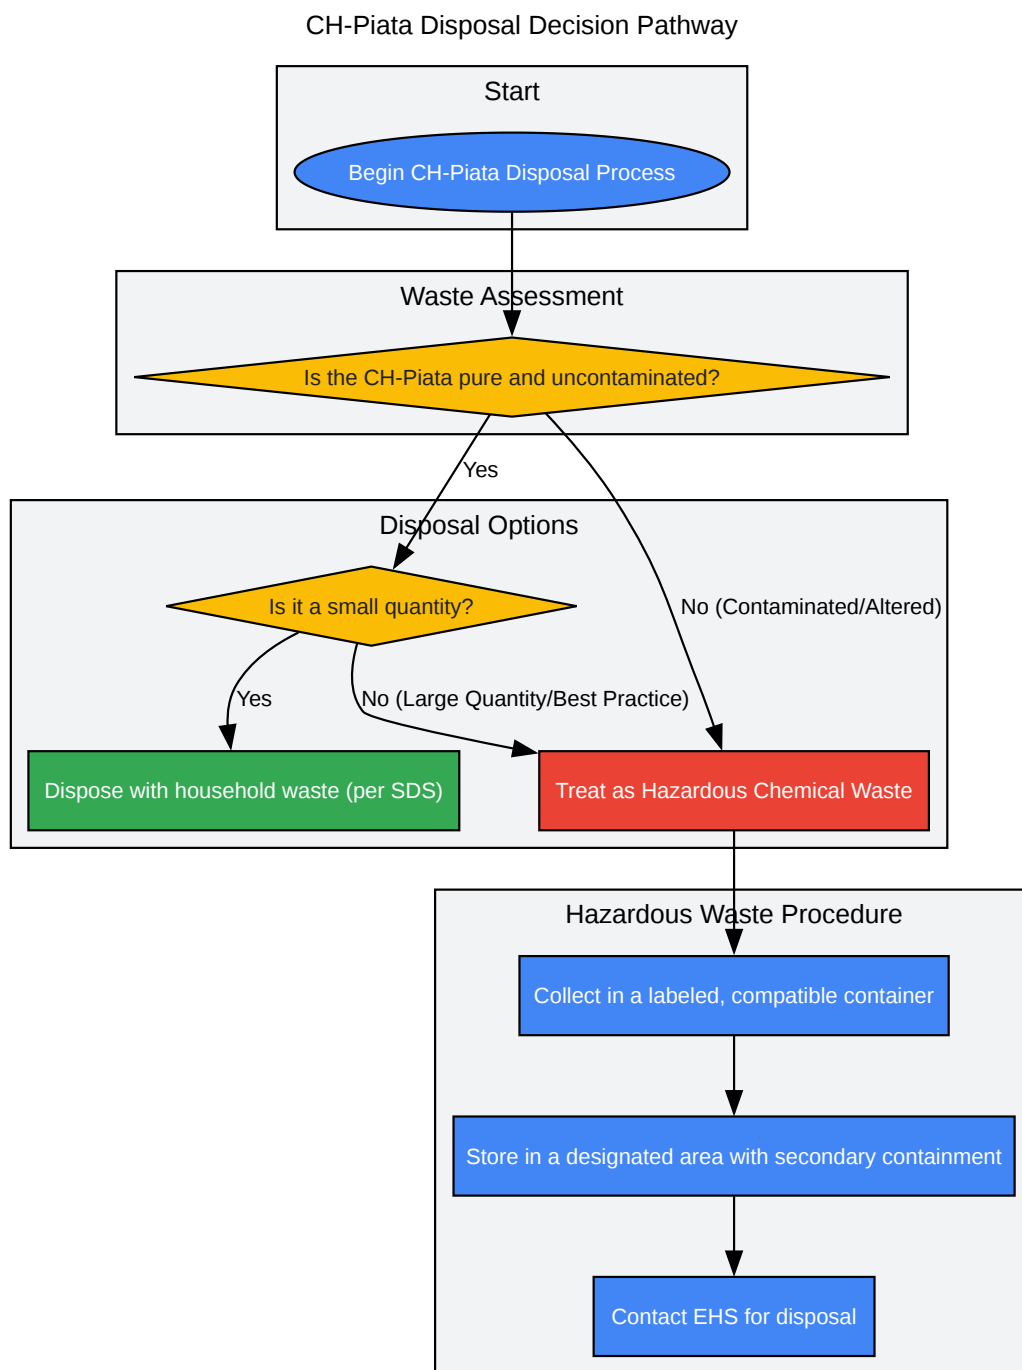 CH-Piata Disposal Decision Pathway
Start
Begin CH-Piata Disposal Process
Waste Assessment
Is the CH-Piata pure and uncontaminated?
Yes
Disposal Options
Is it a small quantity?
No (Contaminated/Altered)
Yes
No (Large Quantity/Best Practice)
Dispose with household waste (per SDS)
Treat as Hazardous Chemical Waste
Hazardous Waste Procedure
Collect in a labeled, compatible container
Store in a designated area with secondary containment
Contact EHS for disposal